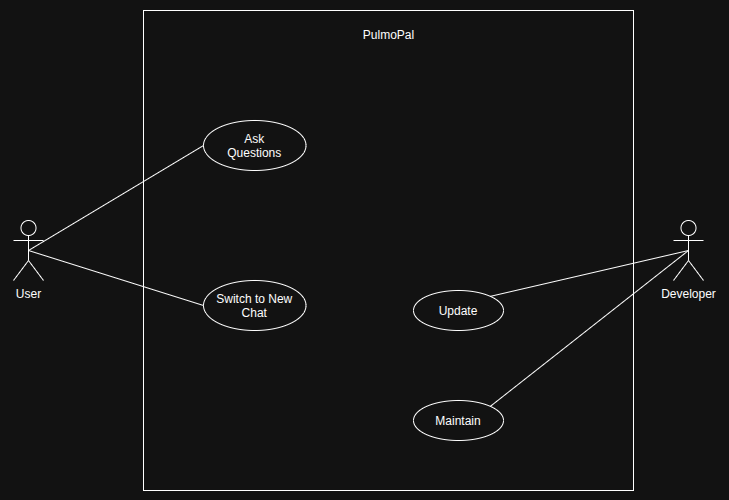 PulmoPal
Ask
Questions
User
Switch to New
Chat
Update
Developer
Maintain